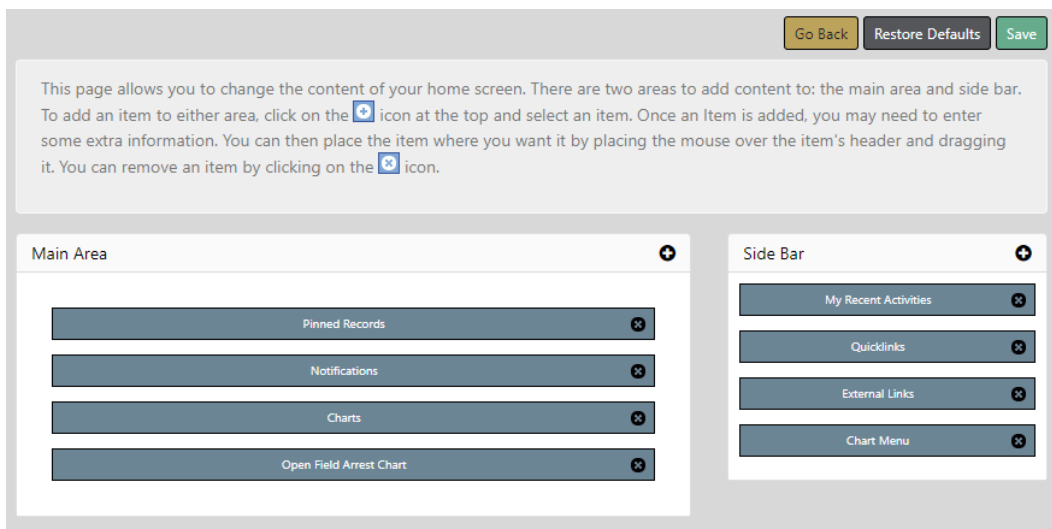 Go Back Restore Defaults Save
This page allows you to change the content of your home screen. There are two areas to add content to: the main area and side bar.
To add an item to either area, click on the icon at the top and select an item. Once an Item is added, you may need to enter
some extra information. You can then place the item where you want it by placing the mouse over the item's header and dragging
it. You can remove an item by clicking on the icon.
Main Area
Pinned Records
Notifications
Charts
Open Field Arrest Chart
Side Bar
My Recent Activities
Quicklinks
External Links
Chart Menu